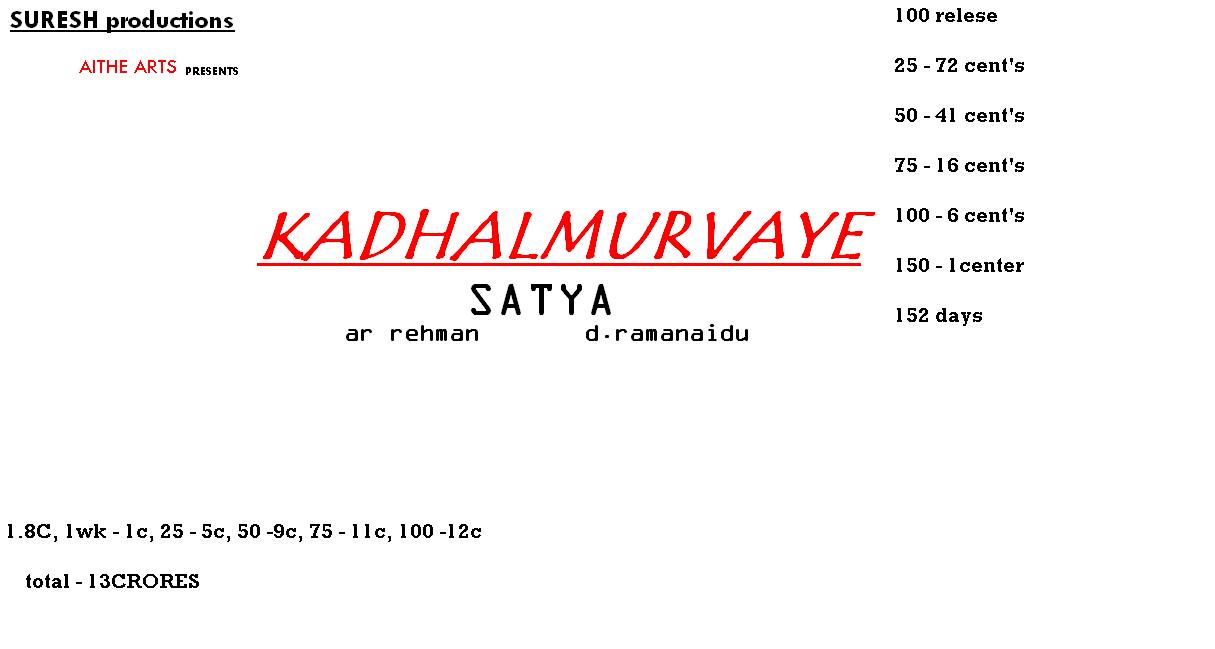 SURESH productions
AITHE ARTS PRESENTS
KADHALMURVAYE
SATYA
ar rehman d.ramanaidu
100 relese
25 - 72 cent's
50 - 41 cent's
75 - 16 cent's
100 - 6 cent's
150 - 1center
152 days
1.8C, 1wk - 1c, 25 - 5c, 50 -9c, 75 - 11c, 100 -12c
total - 13CRORES